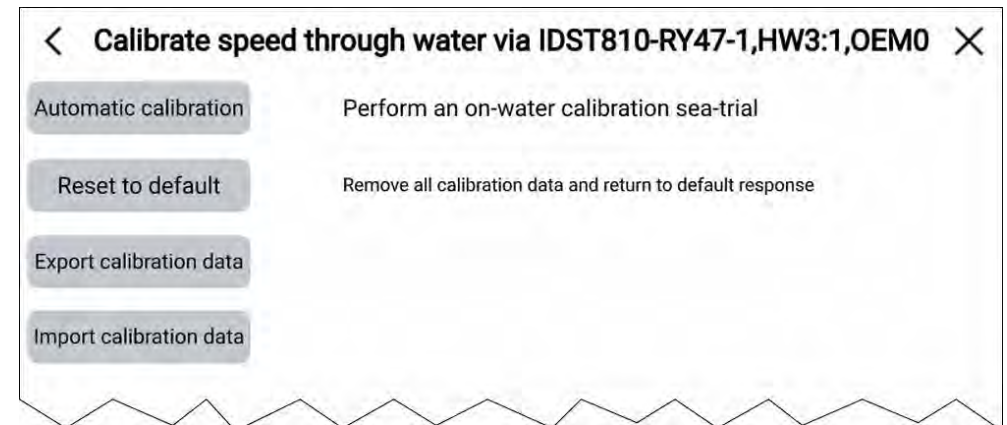 Calibrate speed through water via IDST810-RY47-1,HW3:1,OEM0
Automatic calibration
Perform an on-water calibration sea-trial
Reset to default
Remove all calibration data and return to default response
Export calibration data
Import calibration data